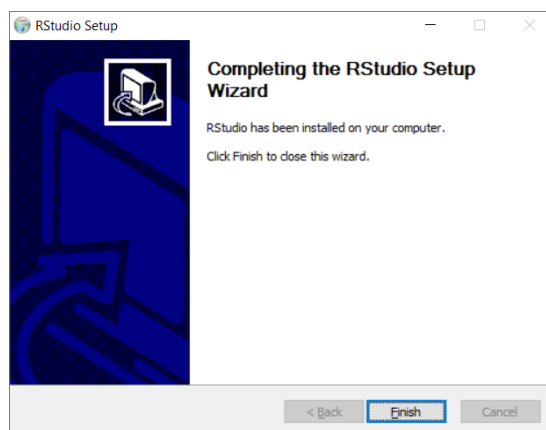 RStudio Setup
Completing the RStudio Setup
Wizard
RStudio has been installed on your computer.
Click Finish to close this wizard.
< Back
Finish
Cancel